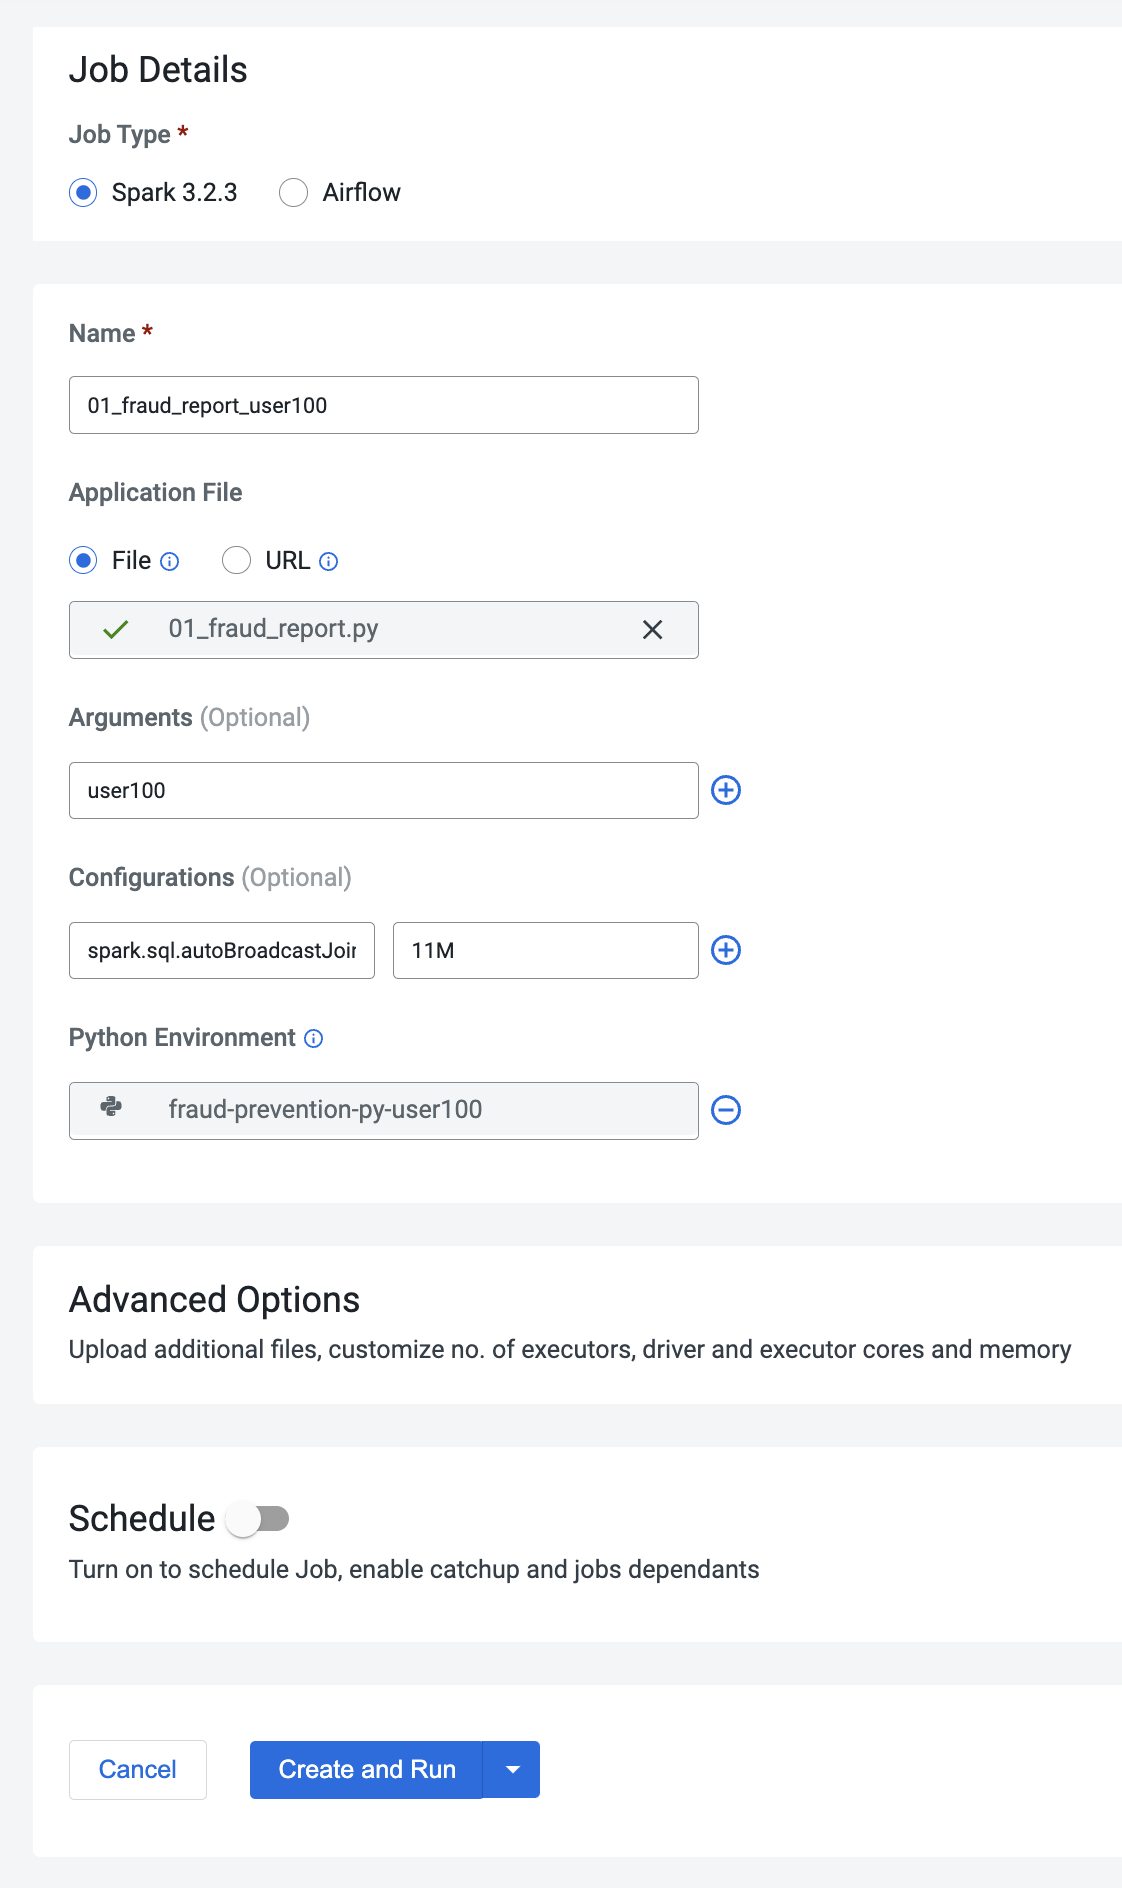 Job Details
Job Type *
Spark 3.2.3 Airflow
Name *
01_fraud_report_user100
Application File
File URL
01_fraud_report.py
Arguments (Optional)
user100
Configurations (Optional)
spark.sql.autoBroadcastJoin 11M
Python Environment
fraud-prevention-py-user100
Advanced Options
Upload additional files, customize no. of executors, driver and executor cores and memory
Schedule
Turn on to schedule Job, enable catchup and jobs dependants
Cancel Create and Run